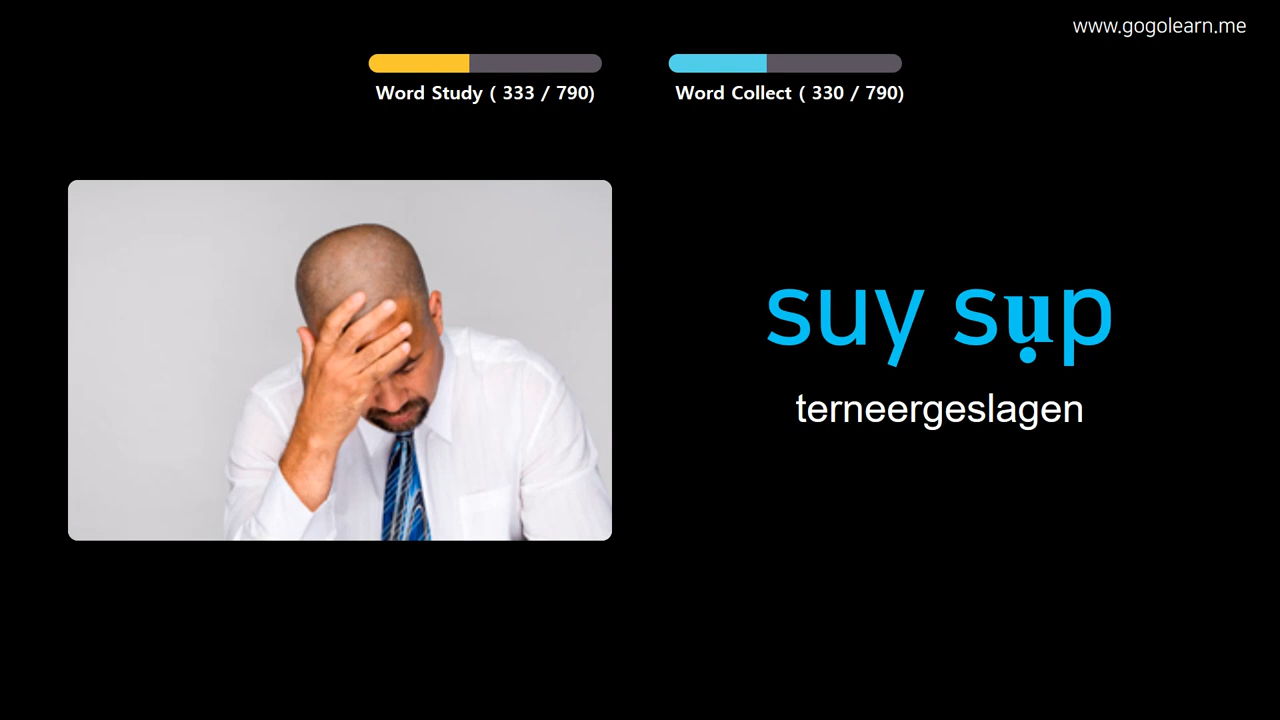 www.gogolearn.me
Word Study ( 333 / 790)
Word Collect ( 330 / 790)
suy sụp
terneergeslagen